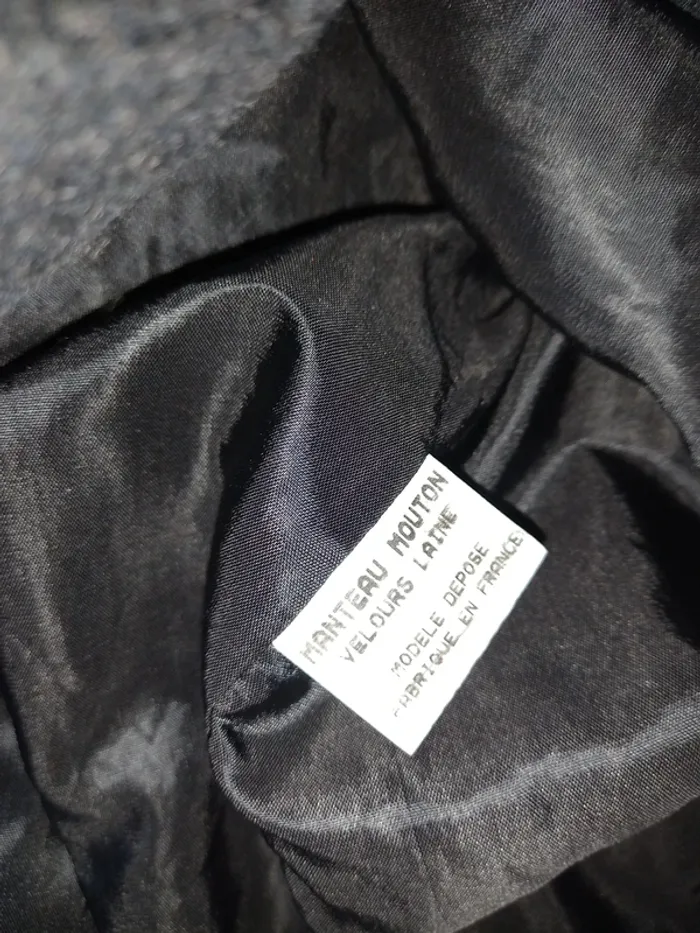 MANTEAU MOUTON
VELOURS LAINE
MODELE DEPOSE
FABRIQUE EN FRANCE